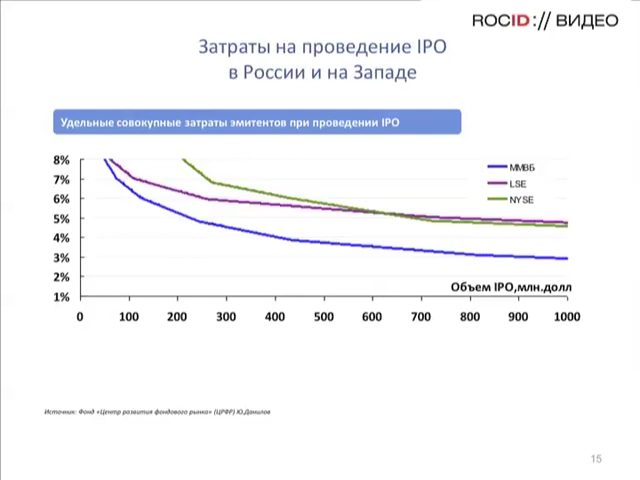 ROCID:// ВИДЕО
Затраты на проведение IPO
в России и на Западе
Удельные совокупные затраты эмитентов при проведении IPO
8%
7%
6%
5%
4%
3%
2%
1%
ММВБ
LSE
NYSE
Объем IPO,млн.долл
0 100 200 300 400 500 600 700 800 900 1000
Источник: Фонд «Центр развития фондового рынка» (ЦРФР) Ю.Данилов
15